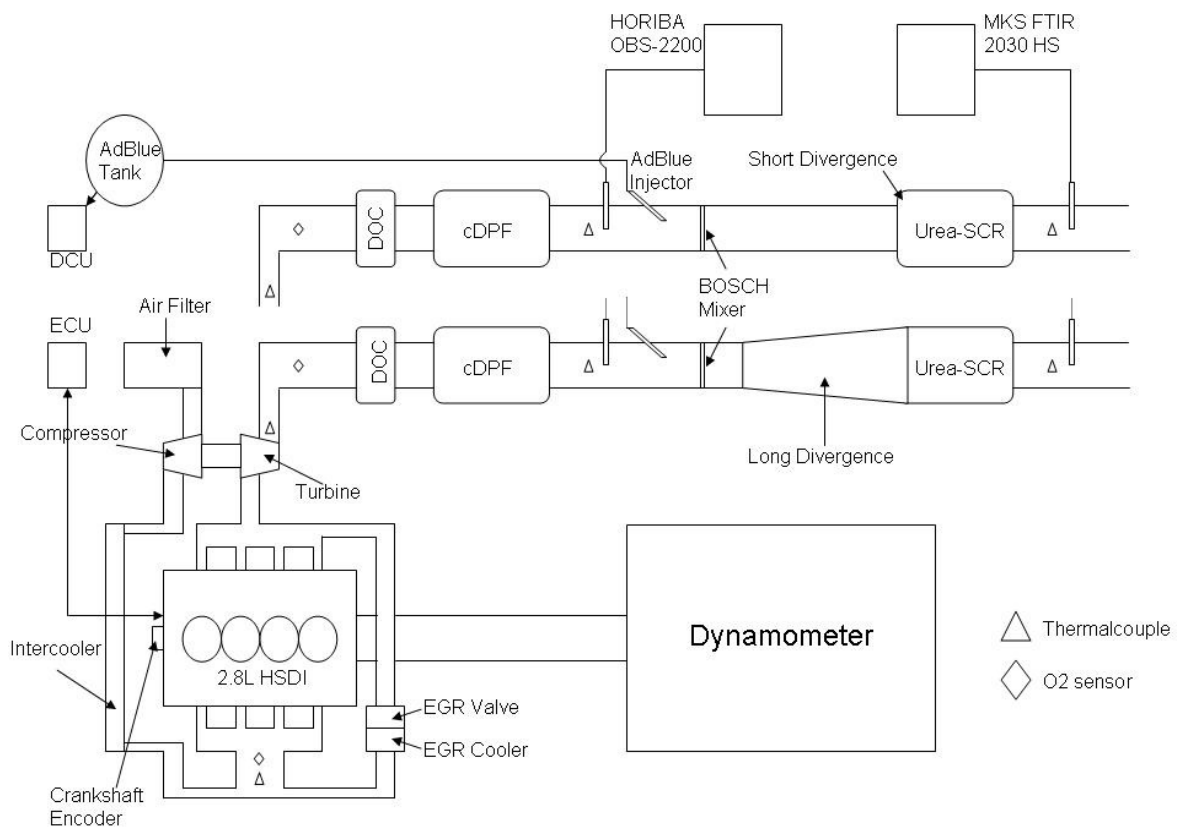 HORIBA
OBS-2200
MKS FTIR
2030 HS
AdBlue
Tank
AdBlue
Injector
Short Divergence
DCU
DOC
cDPF
Urea-SCR
BOSCH
Mixer
Air Filter
ECU
DOC
cDPF
Urea-SCR
Compressor
Turbine
Long Divergence
Intercooler
2.8L HSDI
Dynamometer
Thermalcouple
O2 sensor
EGR Valve
EGR Cooler
Crankshaft
Encoder